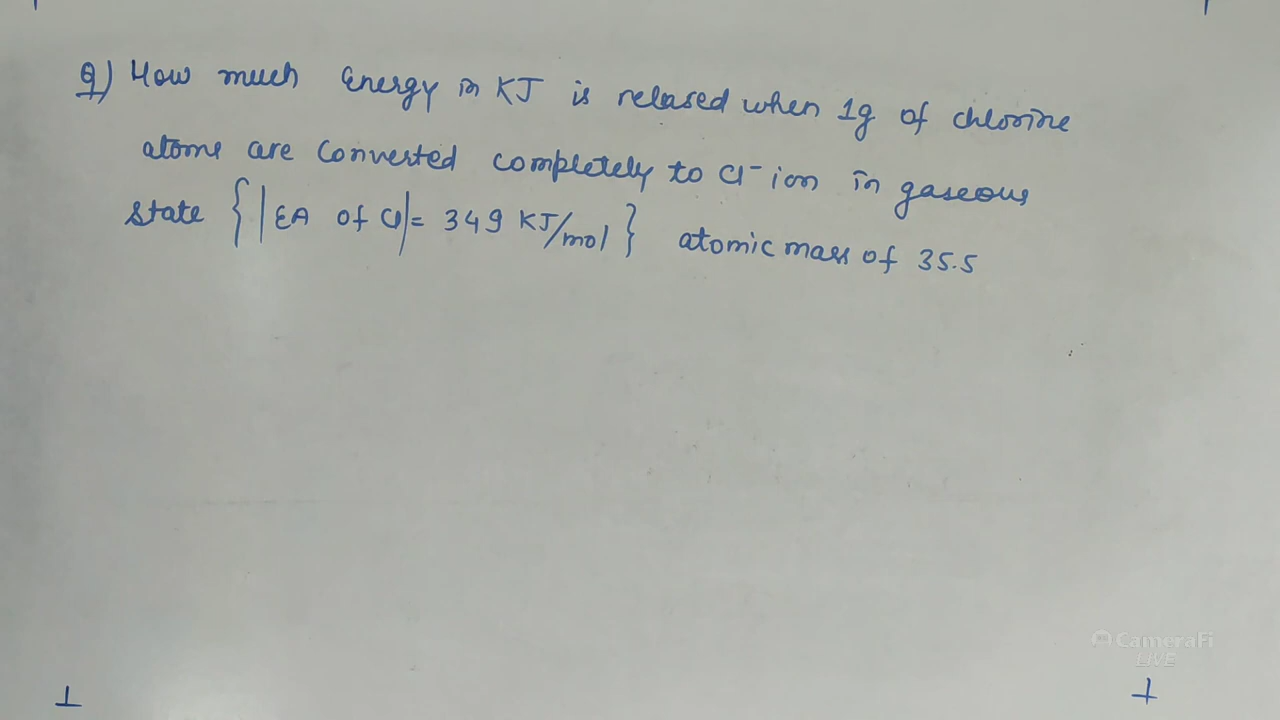 Q) How much Energy in KJ is relased when 1g of chlorine
atoms are Converted completely to Cl⁻ ion in gaseous
state { |EA of Cl| = 349 KJ/mol } atomic mass of 35.5
CameraFi
LIVE